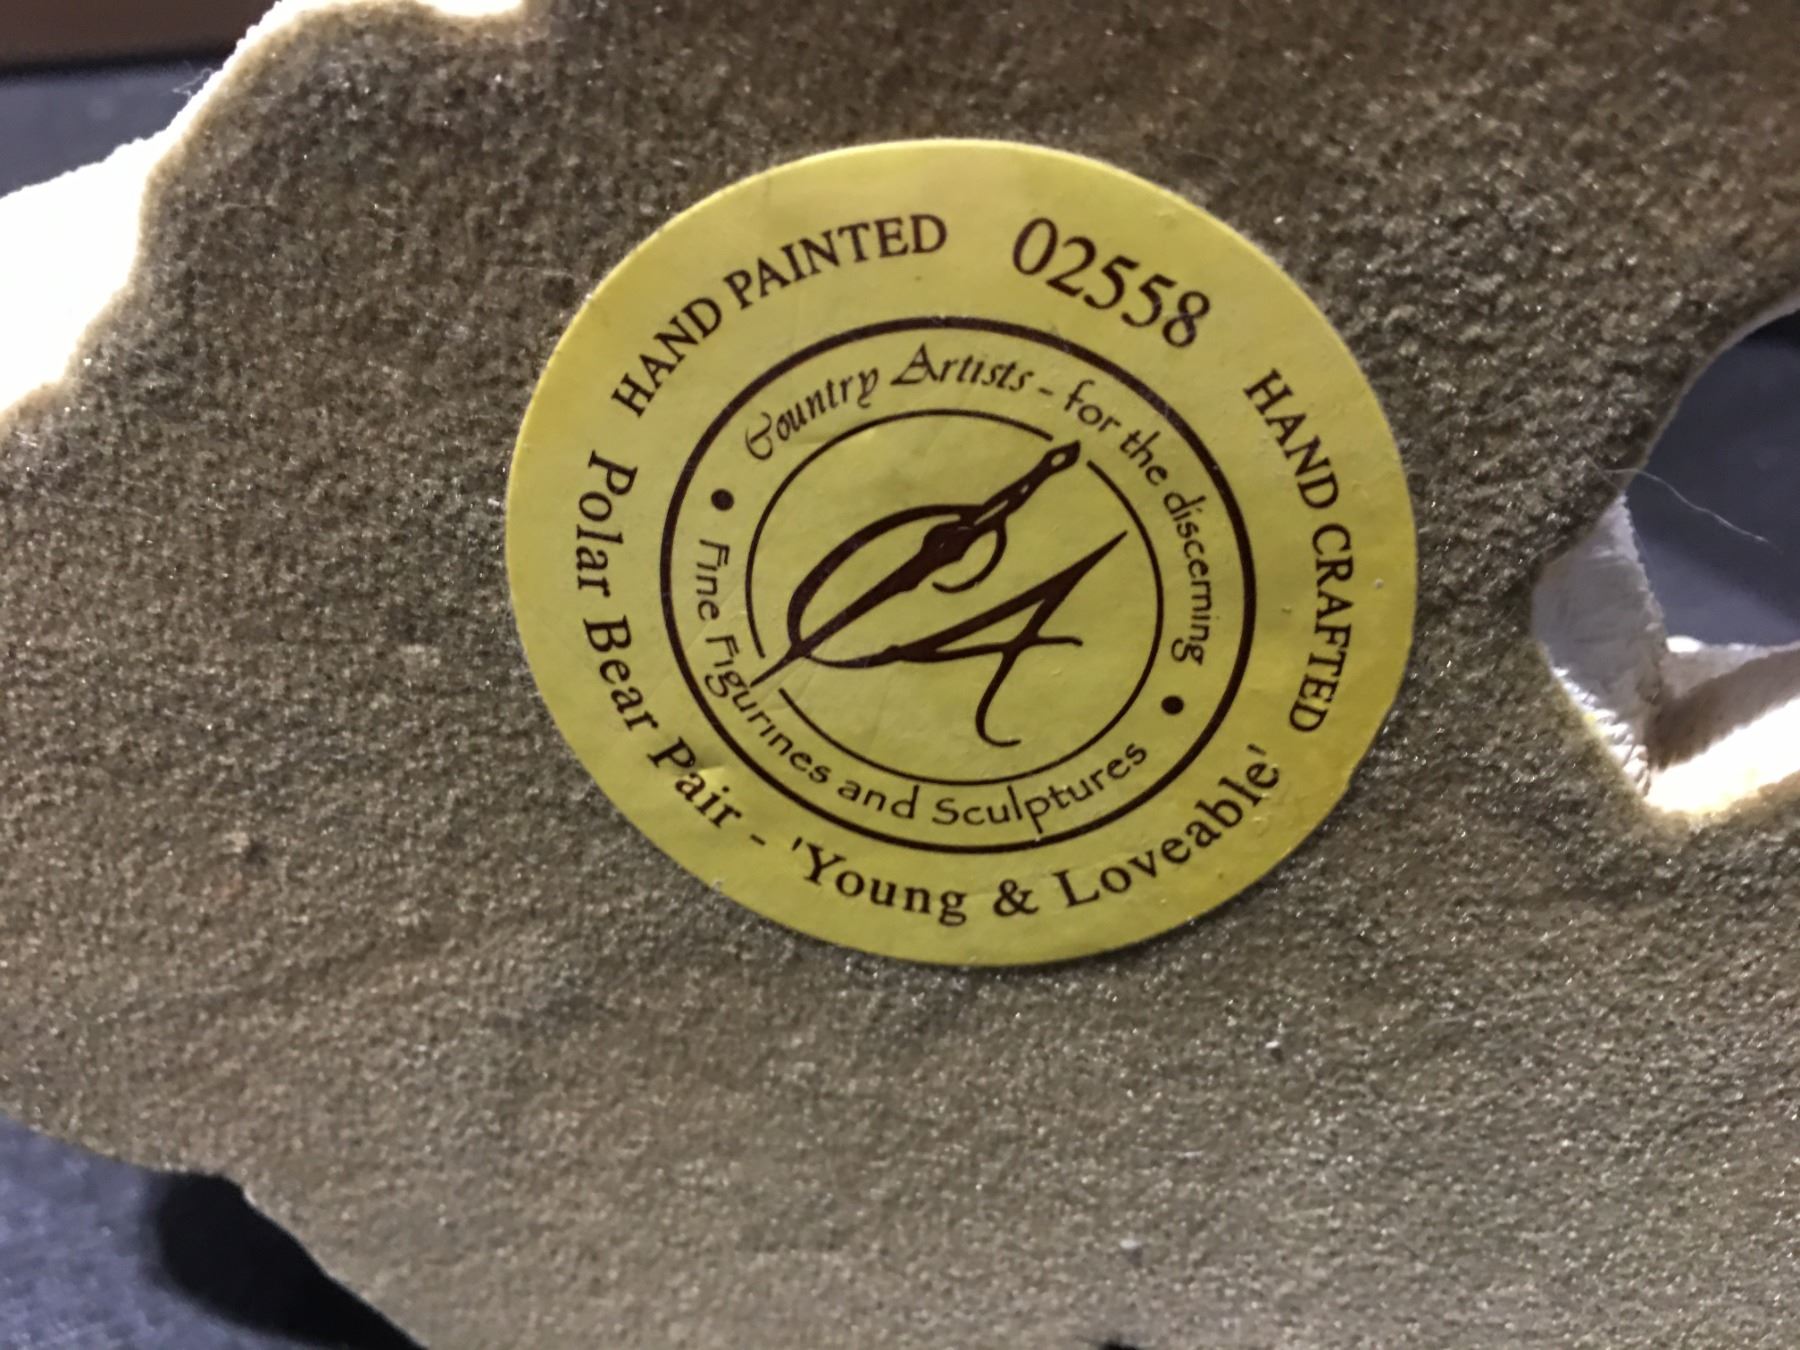 HAND PAINTED 02558 HAND CRAFTED
Polar Bear Pair - 'Young & Loveable'
Country Artists - for the discerning
Fine Figurines and Sculptures
CA